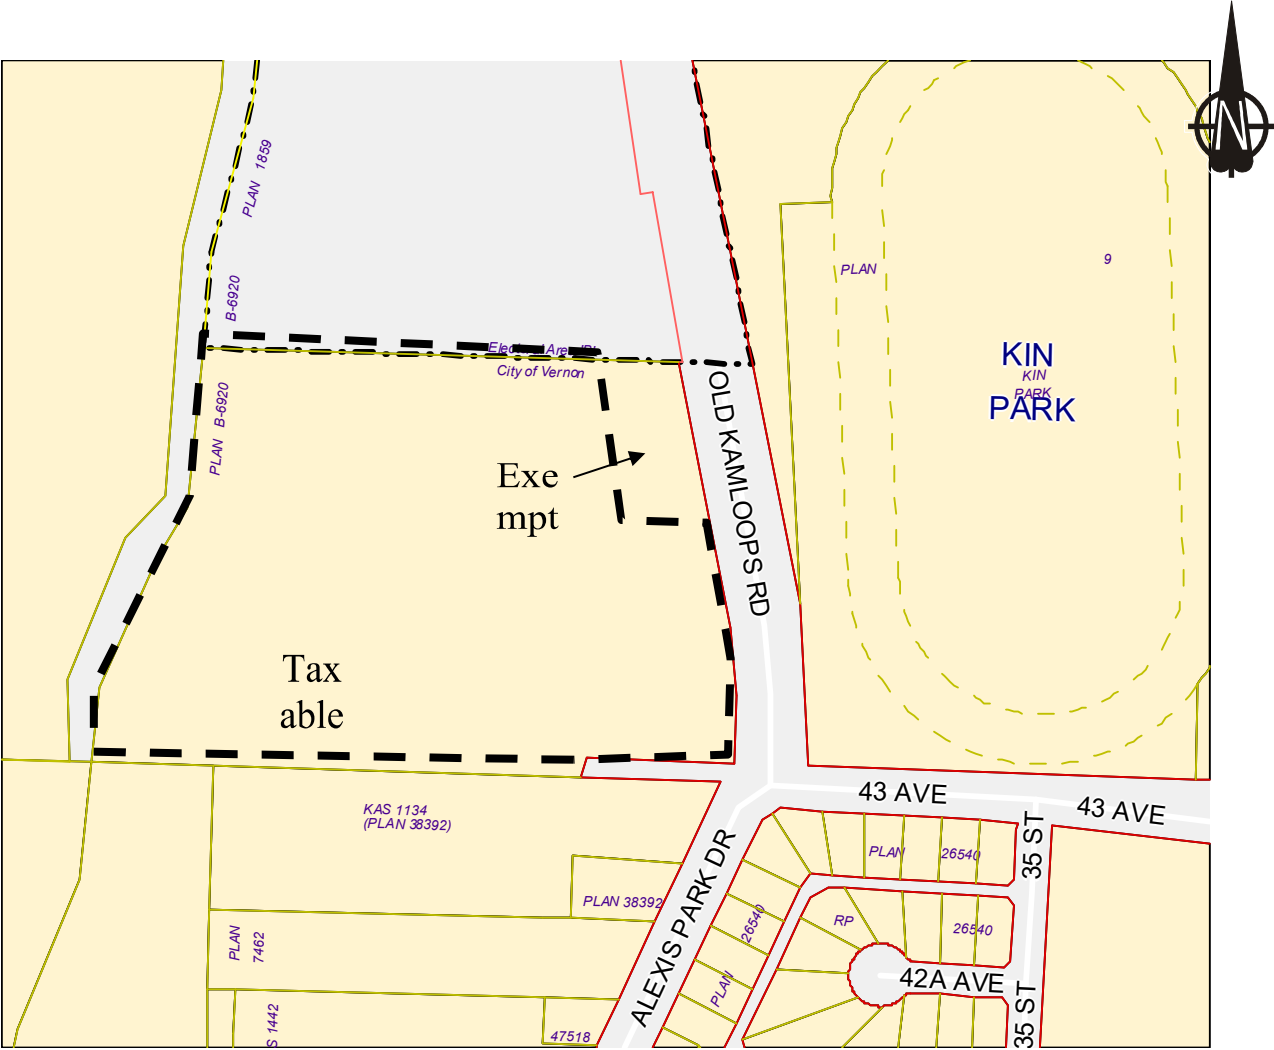 N
PLAN 1859
B-6920
PLAN
9
City of Vernon
KIN
KIN
PARK
PARK
PLAN B-6920
OLD KAMLOOPS RD
Exe
mpt
Tax
able
43 AVE
43 AVE
KAS 1134
(PLAN 38392)
35 ST
PLAN 26540
PLAN 38392
ALEXIS PARK DR
26540
RP
26540
PLAN
7462
PLAN
42A AVE
35 ST
S 1442
47518